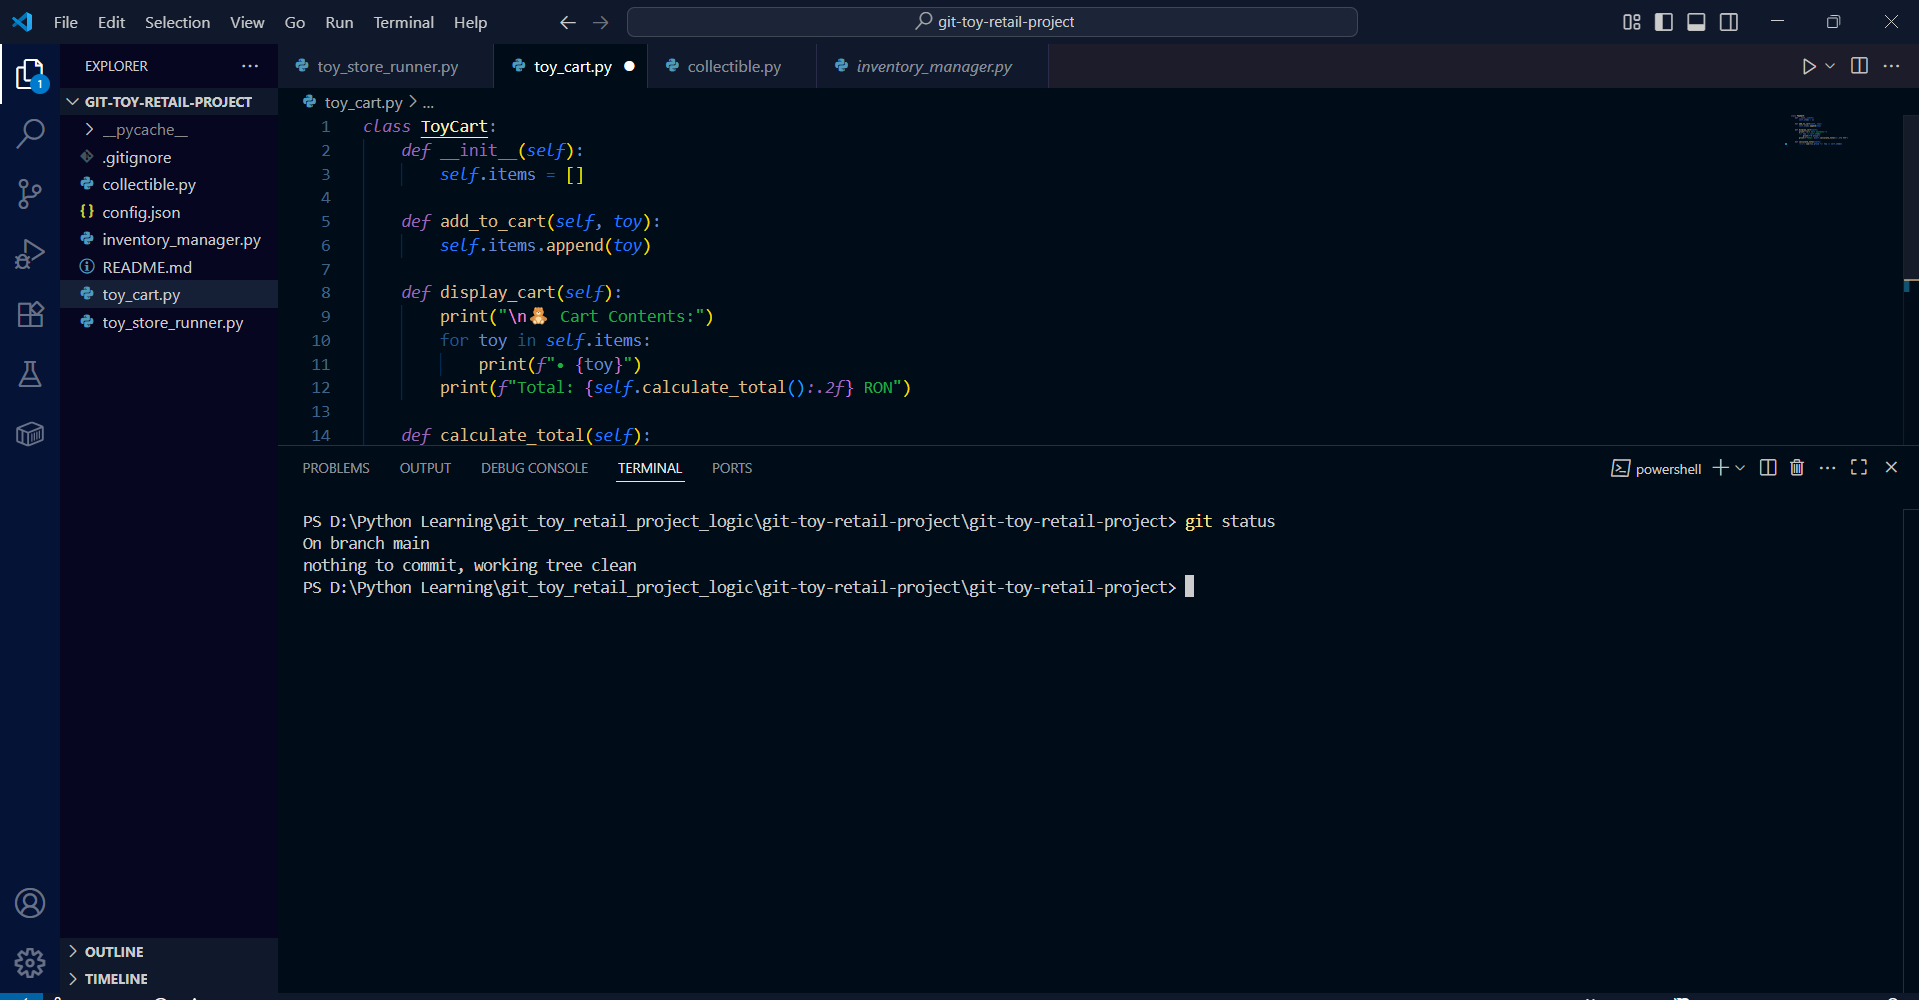 File Edit Selection View Go Run Terminal Help
git-toy-retail-project
EXPLORER
1
GIT-TOY-RETAIL-PROJECT
__pycache__
.gitignore
collectible.py
{} config.json
inventory_manager.py
README.md
toy_cart.py
toy_store_runner.py
OUTLINE
TIMELINE
toy_store_runner.py toy_cart.py collectible.py inventory_manager.py
toy_cart.py > ...
1 class ToyCart:
2 def __init__(self):
3 self.items = []
4
5 def add_to_cart(self, toy):
6 self.items.append(toy)
7
8 def display_cart(self):
9 print("\n🧸 Cart Contents:")
10 for toy in self.items:
11 print(f"• {toy}")
12 print(f"Total: {self.calculate_total():.2f} RON")
13
14 def calculate_total(self):
PROBLEMS OUTPUT DEBUG CONSOLE TERMINAL PORTS
powershell
PS D:\Python Learning\git_toy_retail_project_logic\git-toy-retail-project\git-toy-retail-project> git status
On branch main
nothing to commit, working tree clean
PS D:\Python Learning\git_toy_retail_project_logic\git-toy-retail-project\git-toy-retail-project>